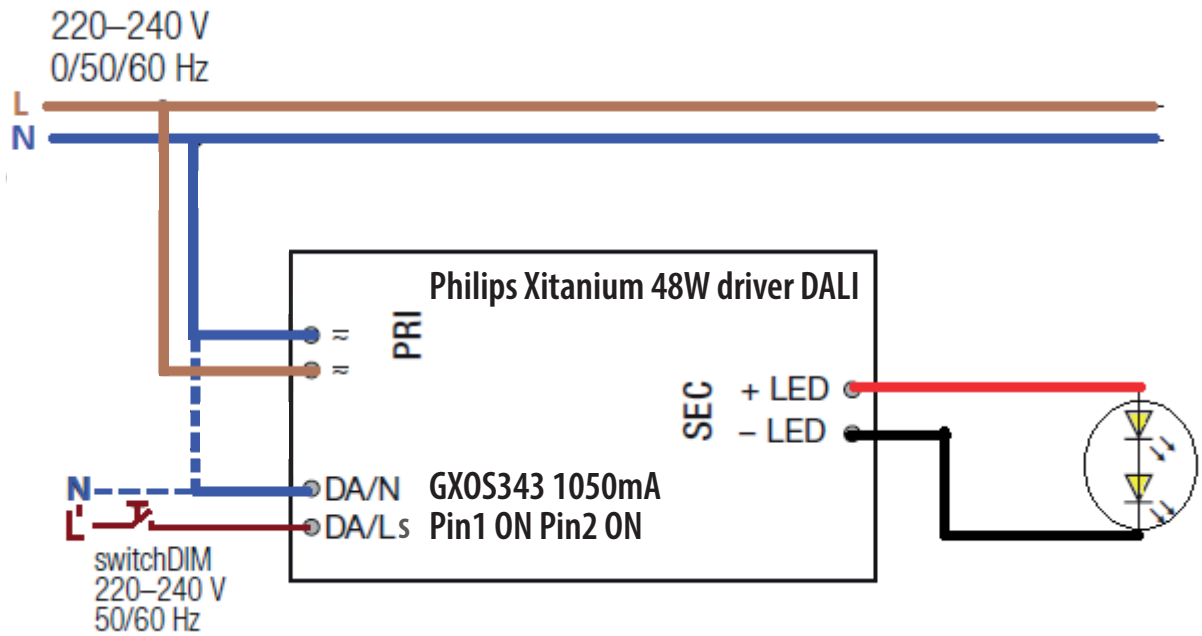 220–240 V
0/50/60 Hz
L
N
Philips Xitanium 48W driver DALI
≂ PRI
≂
SEC + LED
– LED
N
DA/N GXOS343 1050mA
L'
DA/Ls Pin1 ON Pin2 ON
switchDIM
220–240 V
50/60 Hz